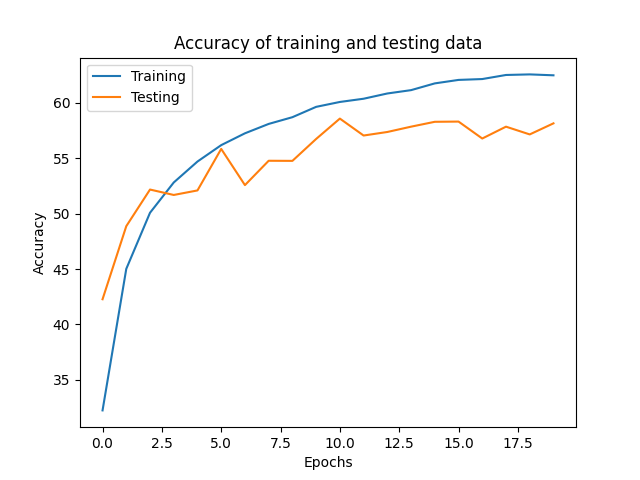 Accuracy of training and testing data
Training
Testing
60
55
50
45
40
35
Accuracy
0.0 2.5 5.0 7.5 10.0 12.5 15.0 17.5
Epochs